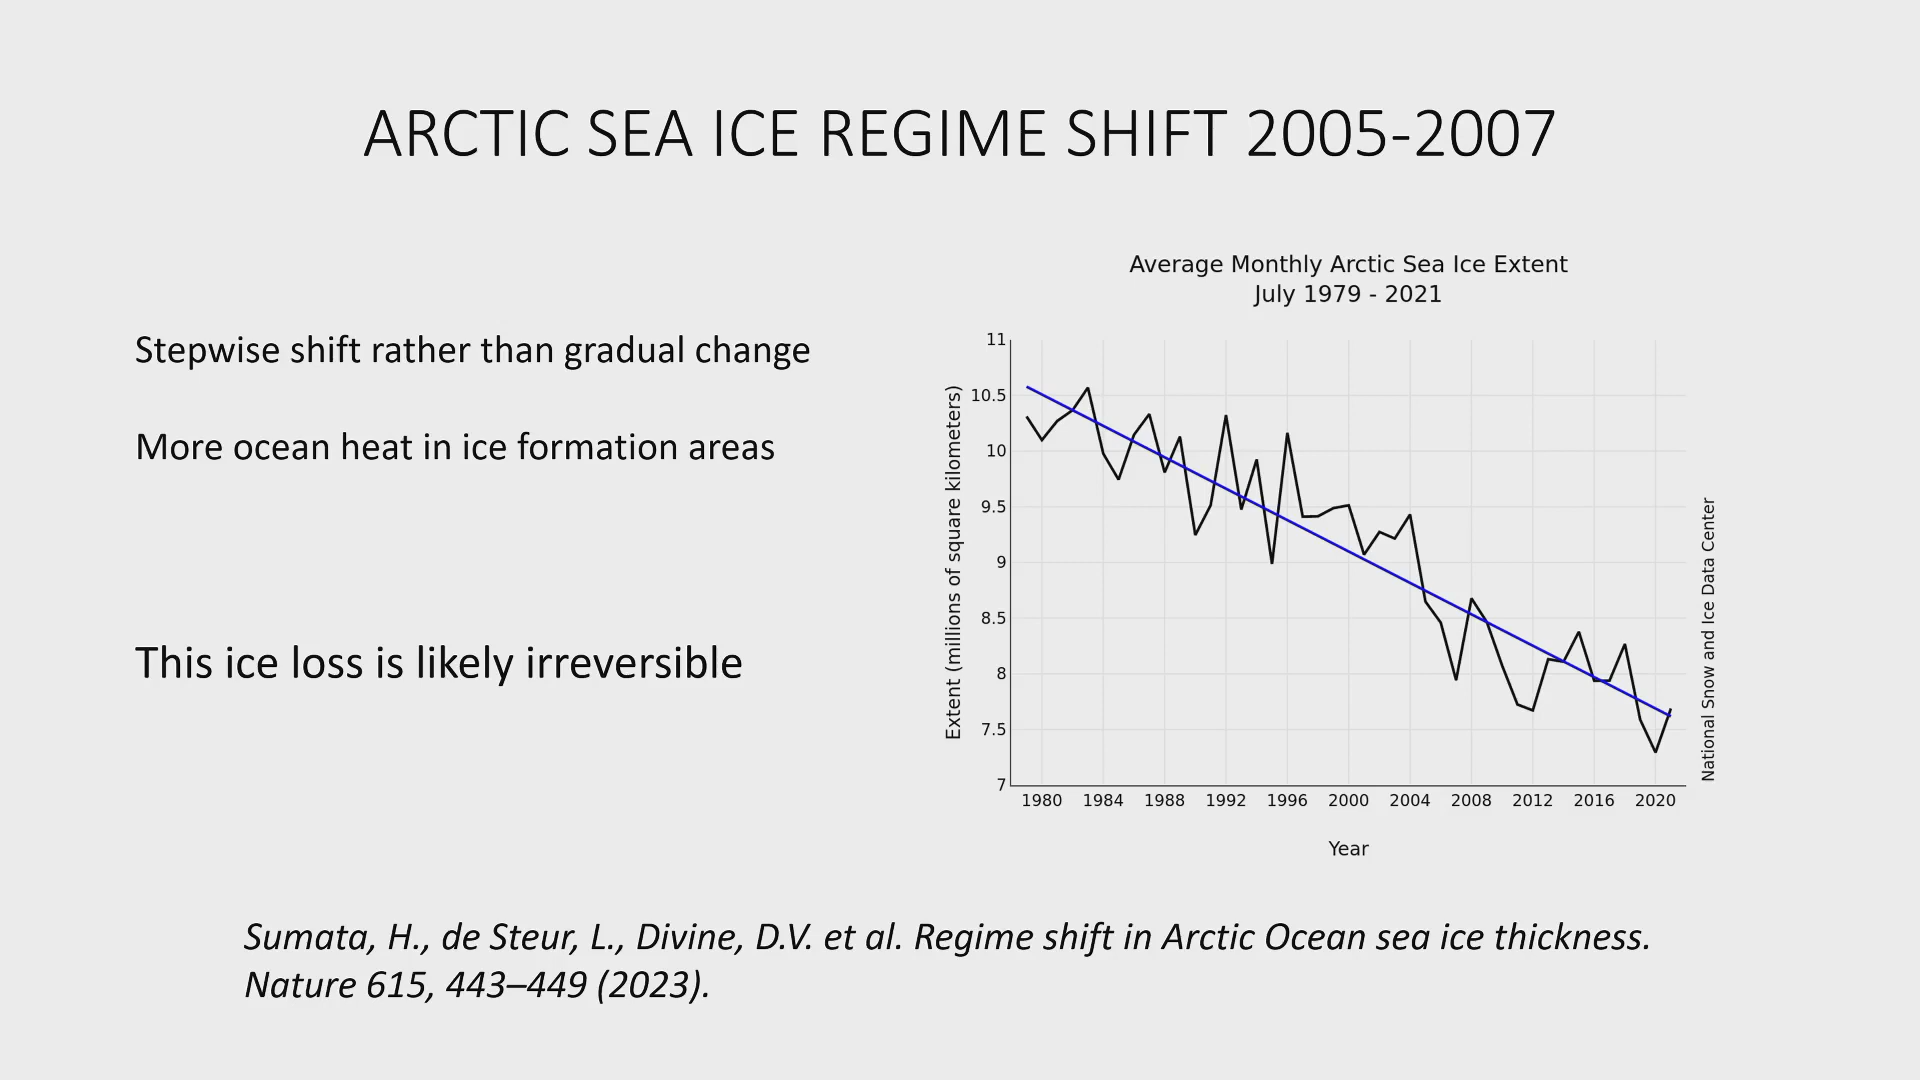 ARCTIC SEA ICE REGIME SHIFT 2005-2007
Stepwise shift rather than gradual change
More ocean heat in ice formation areas
This ice loss is likely irreversible
Average Monthly Arctic Sea Ice Extent
July 1979 - 2021
Extent (millions of square kilometers)
11
10.5
10
9.5
9
8.5
8
7.5
7
1980 1984 1988 1992 1996 2000 2004 2008 2012 2016 2020
Year
National Snow and Ice Data Center
Sumata, H., de Steur, L., Divine, D.V. et al. Regime shift in Arctic Ocean sea ice thickness.
Nature 615, 443–449 (2023).